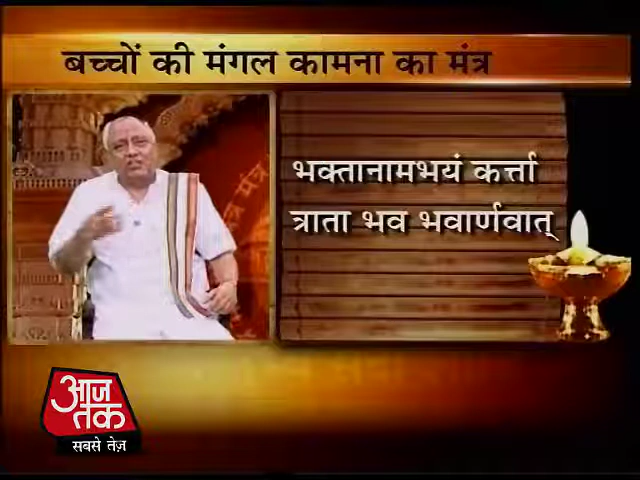 बच्चों की मंगल कामना का मंत्र
भक्तानामभयं कर्त्ता
त्राता भव भवार्णवात्
आज
तक
सबसे तेज़